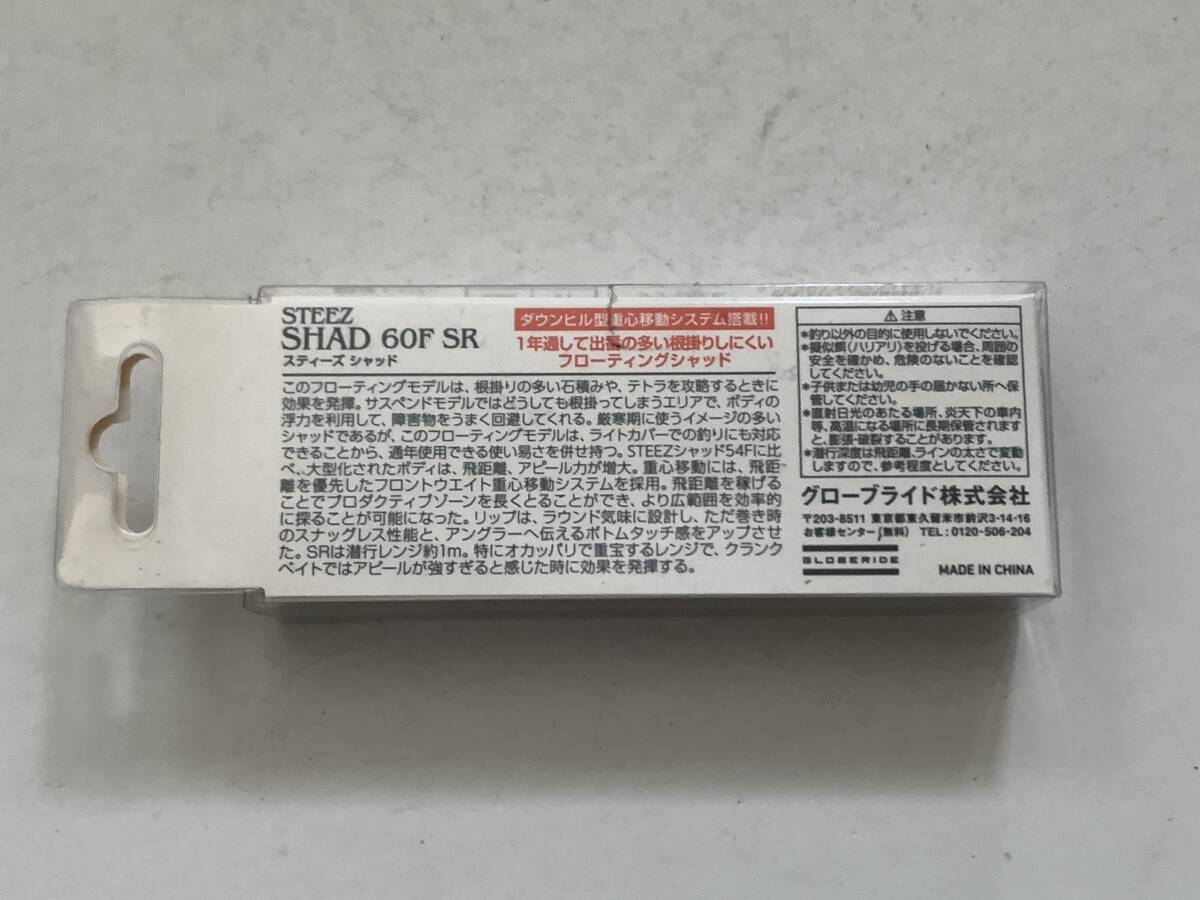 STEEZ
SHAD 60F SR
スティーズ シャッド
ダウンヒル型重心移動システム搭載!!
1年通して出番の多い根掛りしにくい
フローティングシャッド
このフローティングモデルは、根掛りの多い石積みや、テトラを攻略するときに
効果を発揮。サスペンドモデルではどうしても根掛ってしまうエリアで、ボディの
浮力を利用して、障害物をうまく回避してくれる。厳寒期に使うイメージの多い
シャッドであるが、このフローティングモデルは、ライトカバーでの釣りにも対応
できることから、通年使用できる使い易さを併せ持つ。STEEZシャッド54Fに比
べ、大型化されたボディは、飛距離、アピール力が増大。重心移動には、飛距
離を優先したフロントウエイト重心移動システムを採用。飛距離を稼げる
ことでプロダクティブゾーンを長くとることができ、より広範囲を効率的
に探ることが可能になった。リップは、ラウンド気味に設計し、ただ巻き時
のスナッグレス性能と、アングラーへ伝えるボトムタッチ感をアップさせ
た。SRは潜行レンジ約1m。特にオカッパリで重宝するレンジで、クランク
ベイトではアピールが強すぎると感じた時に効果を発揮する。
⚠ 注意
*釣り以外の目的に使用しないでください。
*擬似餌(ハリアリ)を投げる場合、周囲の
安全を確かめ、危険のないことを確認
してください。
*子供または幼児の手の届かない所へ保
管してください。
*直射日光のあたる場所、炎天下の車内
等、高温になる場所に長期保管されます
と、膨張・破裂することがあります。
*潜行深度は飛距離、ラインの太さで変動
しますので、参考程度としてください。
グローブライド株式会社
〒203-8511 東京都東久留米市前沢3-14-16
お客様センター(無料) TEL:0120-506-204
GLOBERIDE
MADE IN CHINA